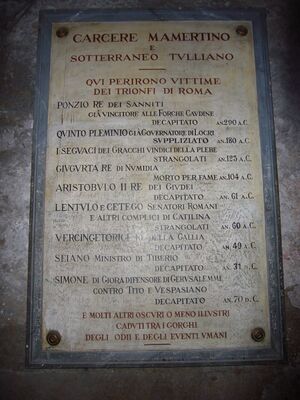 CARCERE MAMERTINO
E
SOTTERRANEO TVLLIANO
QVI PERIRONO VITTIME
DEI TRIONFI DI ROMA
PONZIO RE DEI SANNITI
GIÀ VINCITORE ALLE FORCHE CAVDINE
DECAPITATO AN. 290 A.C.
QVINTO PLEMINIO GIÀ GOVERNATORE DI LOCRI
SVPPLIZIATO AN. 180 A.C.
I SEGVACI DEI GRACCHI VINDICI DELLA PLEBE
STRANGOLATI AN. 125 A.C.
GIVGVRTA RE DI NVMIDIA
MORTO PER FAME AN. 104 A.C.
ARISTOBVLO II RE DEI GIVDEI
DECAPITATO AN. 61 A.C.
LENTVLO E CETEGO SENATORI ROMANI
E ALTRI COMPLICI DI CATILINA
STRANGOLATI AN. 60 A.C.
VERCINGETORICE RE DELLA GALLIA
DECAPITATO AN. 49 A.C.
SEIANO MINISTRO DI TIBERIO
DECAPITATO AN. 31 D.C.
SIMONE DI GIORA DIFENSORE DI GERVSALEMME
CONTRO TITO E VESPASIANO
DECAPITATO AN. 70 D.C.
E MOLTI ALTRI OSCVRI O MENO ILLVSTRI
CADVTI TRA I GORGHI
DEGLI ODII E DEGLI EVENTI VMANI